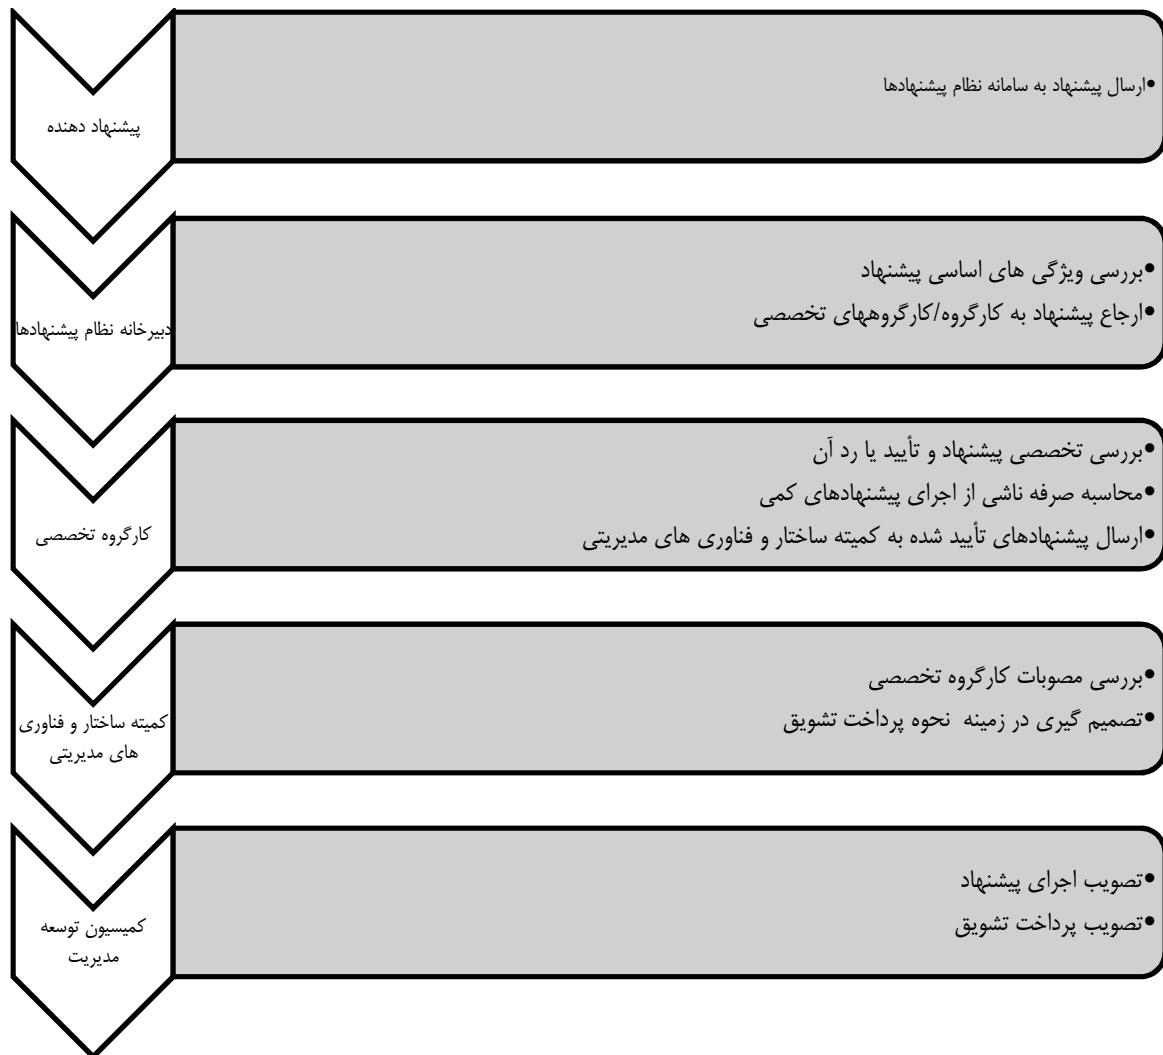 پیشنهاد دهنده
•ارسال پیشنهاد به سامانه نظام پیشنهادها
دبیرخانه نظام پیشنهادها
•بررسی ویژگی های اساسی پیشنهاد
•ارجاع پیشنهاد به کارگروه/کارگروههای تخصصی
کارگروه تخصصی
•بررسی تخصصی پیشنهاد و تأیید یا رد آن
•محاسبه صرفه ناشی از اجرای پیشنهادهای کمی
•ارسال پیشنهادهای تأیید شده به کمیته ساختار و فناوری های مدیریتی
کمیته ساختار و فناوری
های مدیریتی
•بررسی مصوبات کارگروه تخصصی
•تصمیم گیری در زمینه  نحوه پرداخت تشویق
کمیسیون توسعه
مدیریت
•تصویب اجرای پیشنهاد
•تصویب پرداخت تشویق